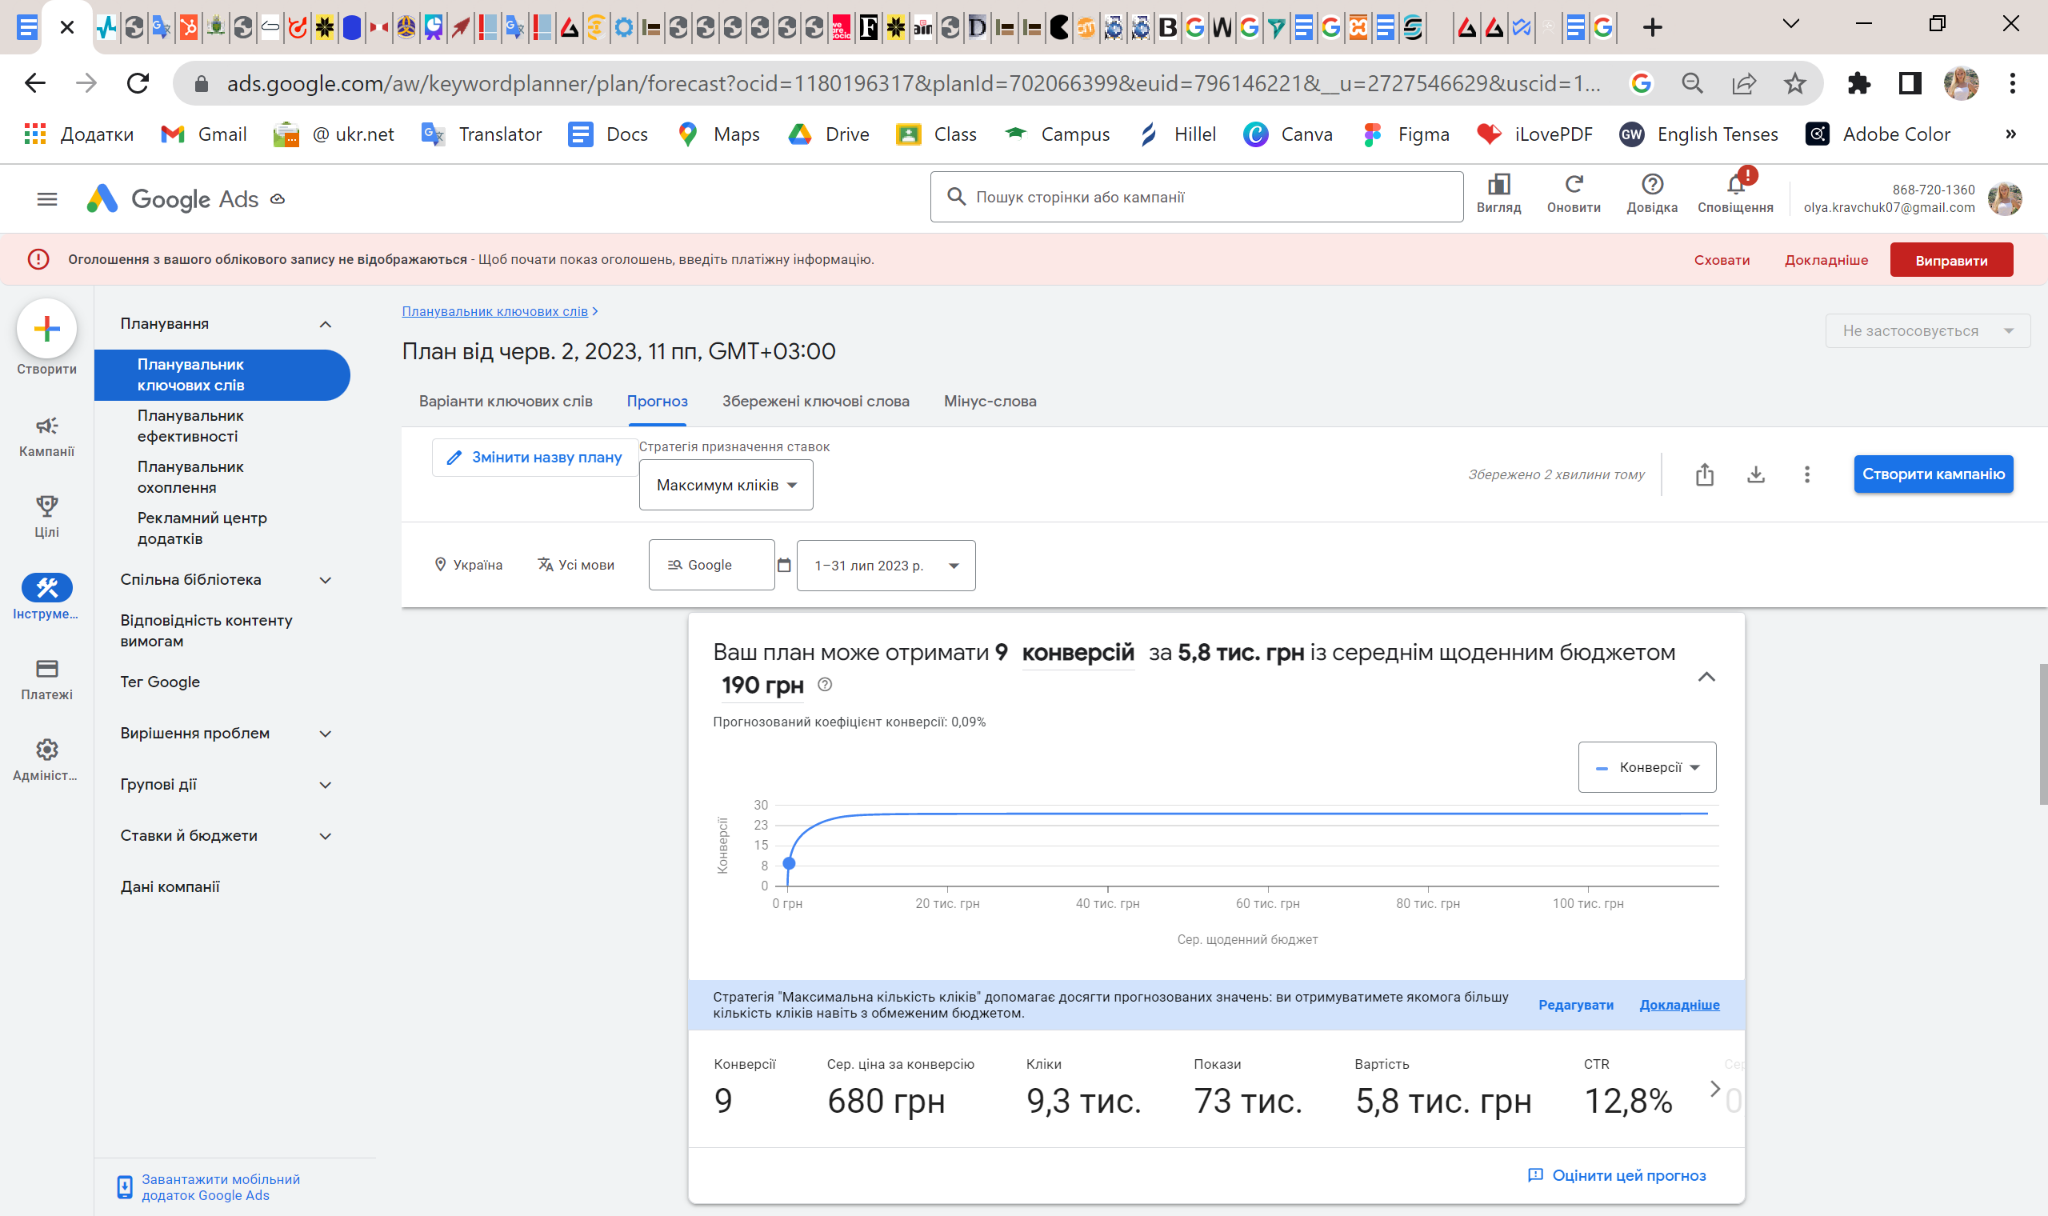 ads.google.com/aw/keywordplanner/plan/forecast?ocid=1180196317&planId=702066399&euid=796146221&__u=2727546629&uscid=1...
Додатки Gmail @ ukr.net Translator Docs Maps Drive Class Campus Hillel Canva Figma iLovePDF English Tenses Adobe Color »
Google Ads
Пошук сторінки або кампанії
Вигляд Оновити Довідка Сповіщення
868-720-1360
olya.kravchuk07@gmail.com
Оголошення з вашого облікового запису не відображаються - Щоб почати показ оголошень, введіть платіжну інформацію.
Сховати Докладніше Виправити
Створити
Кампанії
Цілі
Інструме...
Платежі
Адмініст...
Планування
Планувальник
ключових слів
Планувальник
ефективності
Планувальник
охоплення
Рекламний центр
додатків
Спільна бібліотека
Відповідність контенту
вимогам
Тег Google
Вирішення проблем
Групові дії
Ставки й бюджети
Дані компанії
Завантажити мобільний
додаток Google Ads
Планувальник ключових слів
План від черв. 2, 2023, 11 пп, GMT+03:00
Не застосовується
Варіанти ключових слів Прогноз Збережені ключові слова Мінус-слова
Змінити назву плану
Стратегія призначення ставок
Максимум кліків
Збережено 2 хвилини тому
Створити кампанію
Україна Усі мови Google 1–31 лип 2023 р.
Ваш план може отримати 9 конверсій за 5,8 тис. грн із середнім щоденним бюджетом
190 грн
Прогнозований коефіцієнт конверсії: 0,09%
Конверсії
Конверсії
30
23
15
8
0
0 грн 20 тис. грн 40 тис. грн 60 тис. грн 80 тис. грн 100 тис. грн
Сер. щоденний бюджет
Стратегія "Максимальна кількість кліків" допомагає досягти прогнозованих значень: ви отримуватимете якомога більшу
кількість кліків навіть з обмеженим бюджетом.
Редагувати Докладніше
Конверсії Сер. ціна за конверсію Кліки Покази Вартість CTR
9 680 грн 9,3 тис. 73 тис. 5,8 тис. грн 12,8%
Оцінити цей прогноз